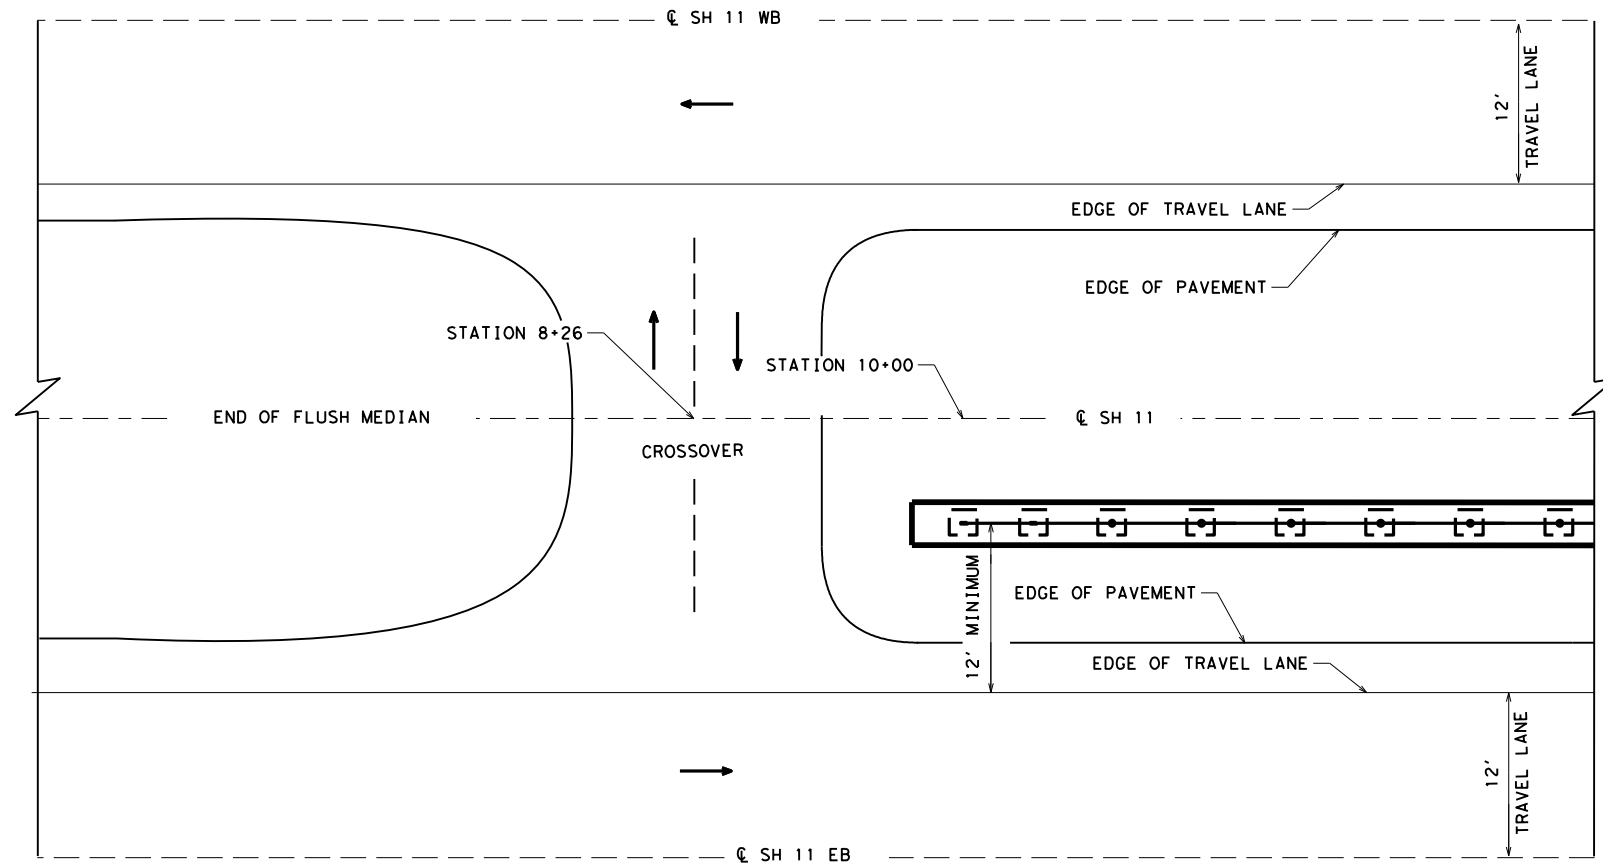 ℄ SH 11 WB
12'
TRAVEL LANE
EDGE OF TRAVEL LANE
EDGE OF PAVEMENT
STATION 8+26
STATION 10+00
END OF FLUSH MEDIAN
℄ SH 11
CROSSOVER
12' MINIMUM
EDGE OF PAVEMENT
EDGE OF TRAVEL LANE
12'
TRAVEL LANE
℄ SH 11 EB